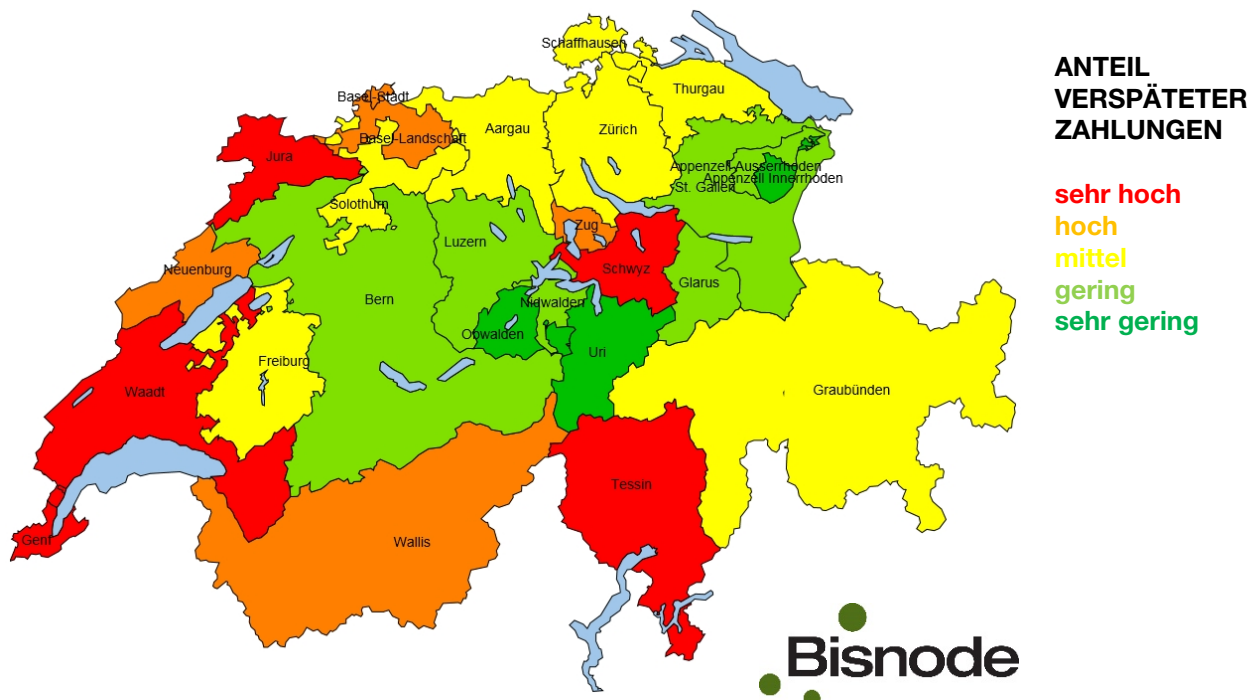 Schaffhausen
Thurgau
Basel-Stadt
Basel-Landschaft
Aargau
Zürich
Jura
Appenzell-Ausserrhoden
Appenzell Innerrhoden
St. Gallen
Solothurn
Zug
Luzern
Neuenburg
Schwyz
Glarus
Bern
Nidwalden
Obwalden
Uri
Freiburg
Waadt
Graubünden
Tessin
Genf
Wallis
ANTEIL
VERSPÄTETER
ZAHLUNGEN
sehr hoch
hoch
mittel
gering
sehr gering
Bisnode